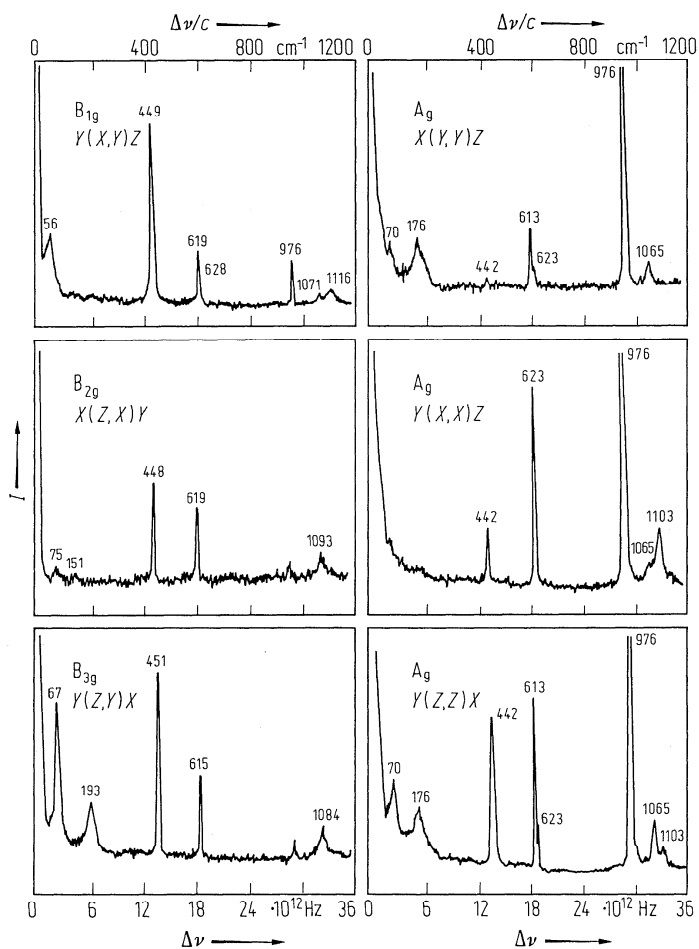 Δν/c
Δν/c
0 400 800 cm⁻¹ 1200
0 400 800 cm⁻¹ 1200
B₁g
Y(X,Y)Z
56
449
619
628
976
1071
1116
Ag
X(Y,Y)Z
70
176
442
613
623
976
1065
B₂g
X(Z,X)Y
75
151
448
619
1093
Ag
Y(X,X)Z
442
623
976
1065
1103
I
B₃g
Y(Z,Y)X
67
193
451
615
1084
Ag
Y(Z,Z)X
70
176
442
613
623
976
1065
1103
0 6 12 18 24 ·10¹² Hz 36
0 6 12 18 24 ·10¹² Hz 36
Δν
Δν